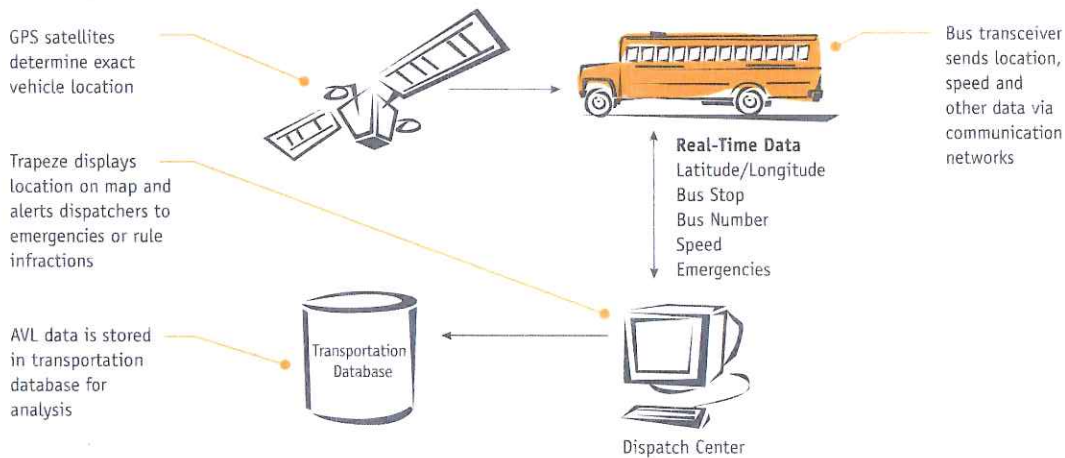 GPS satellites
determine exact
vehicle location
Bus transceiver
sends location,
speed and
other data via
communication
networks
Trapeze displays
location on map and
alerts dispatchers to
emergencies or rule
infractions
Real-Time Data
Latitude/Longitude
Bus Stop
Bus Number
Speed
Emergencies
AVL data is stored
in transportation
database for
analysis
Transportation
Database
Dispatch Center